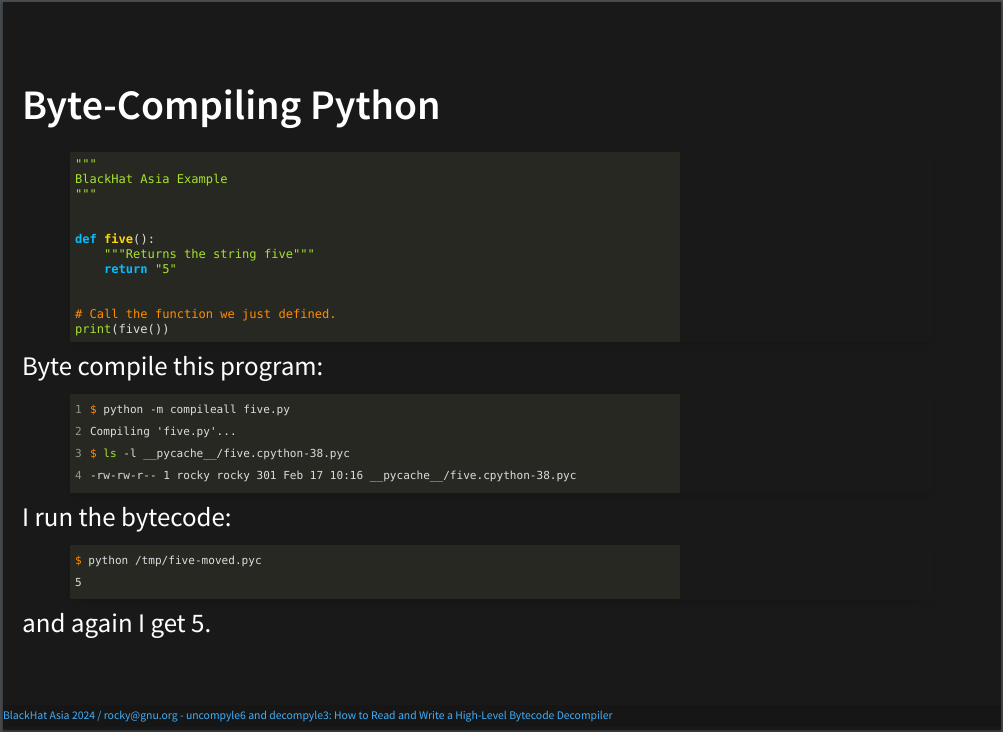 Byte-Compiling Python
"""
BlackHat Asia Example
"""
def five():
    """Returns the string five"""
    return "5"
# Call the function we just defined.
print(five())
Byte compile this program:
1 $ python -m compileall five.py
2 Compiling 'five.py'...
3 $ ls -l __pycache__/five.cpython-38.pyc
4 -rw-rw-r-- 1 rocky rocky 301 Feb 17 10:16 __pycache__/five.cpython-38.pyc
I run the bytecode:
$ python /tmp/five-moved.pyc
5
and again I get 5.
BlackHat Asia 2024 / rocky@gnu.org - uncompyle6 and decompyle3: How to Read and Write a High-Level Bytecode Decompiler